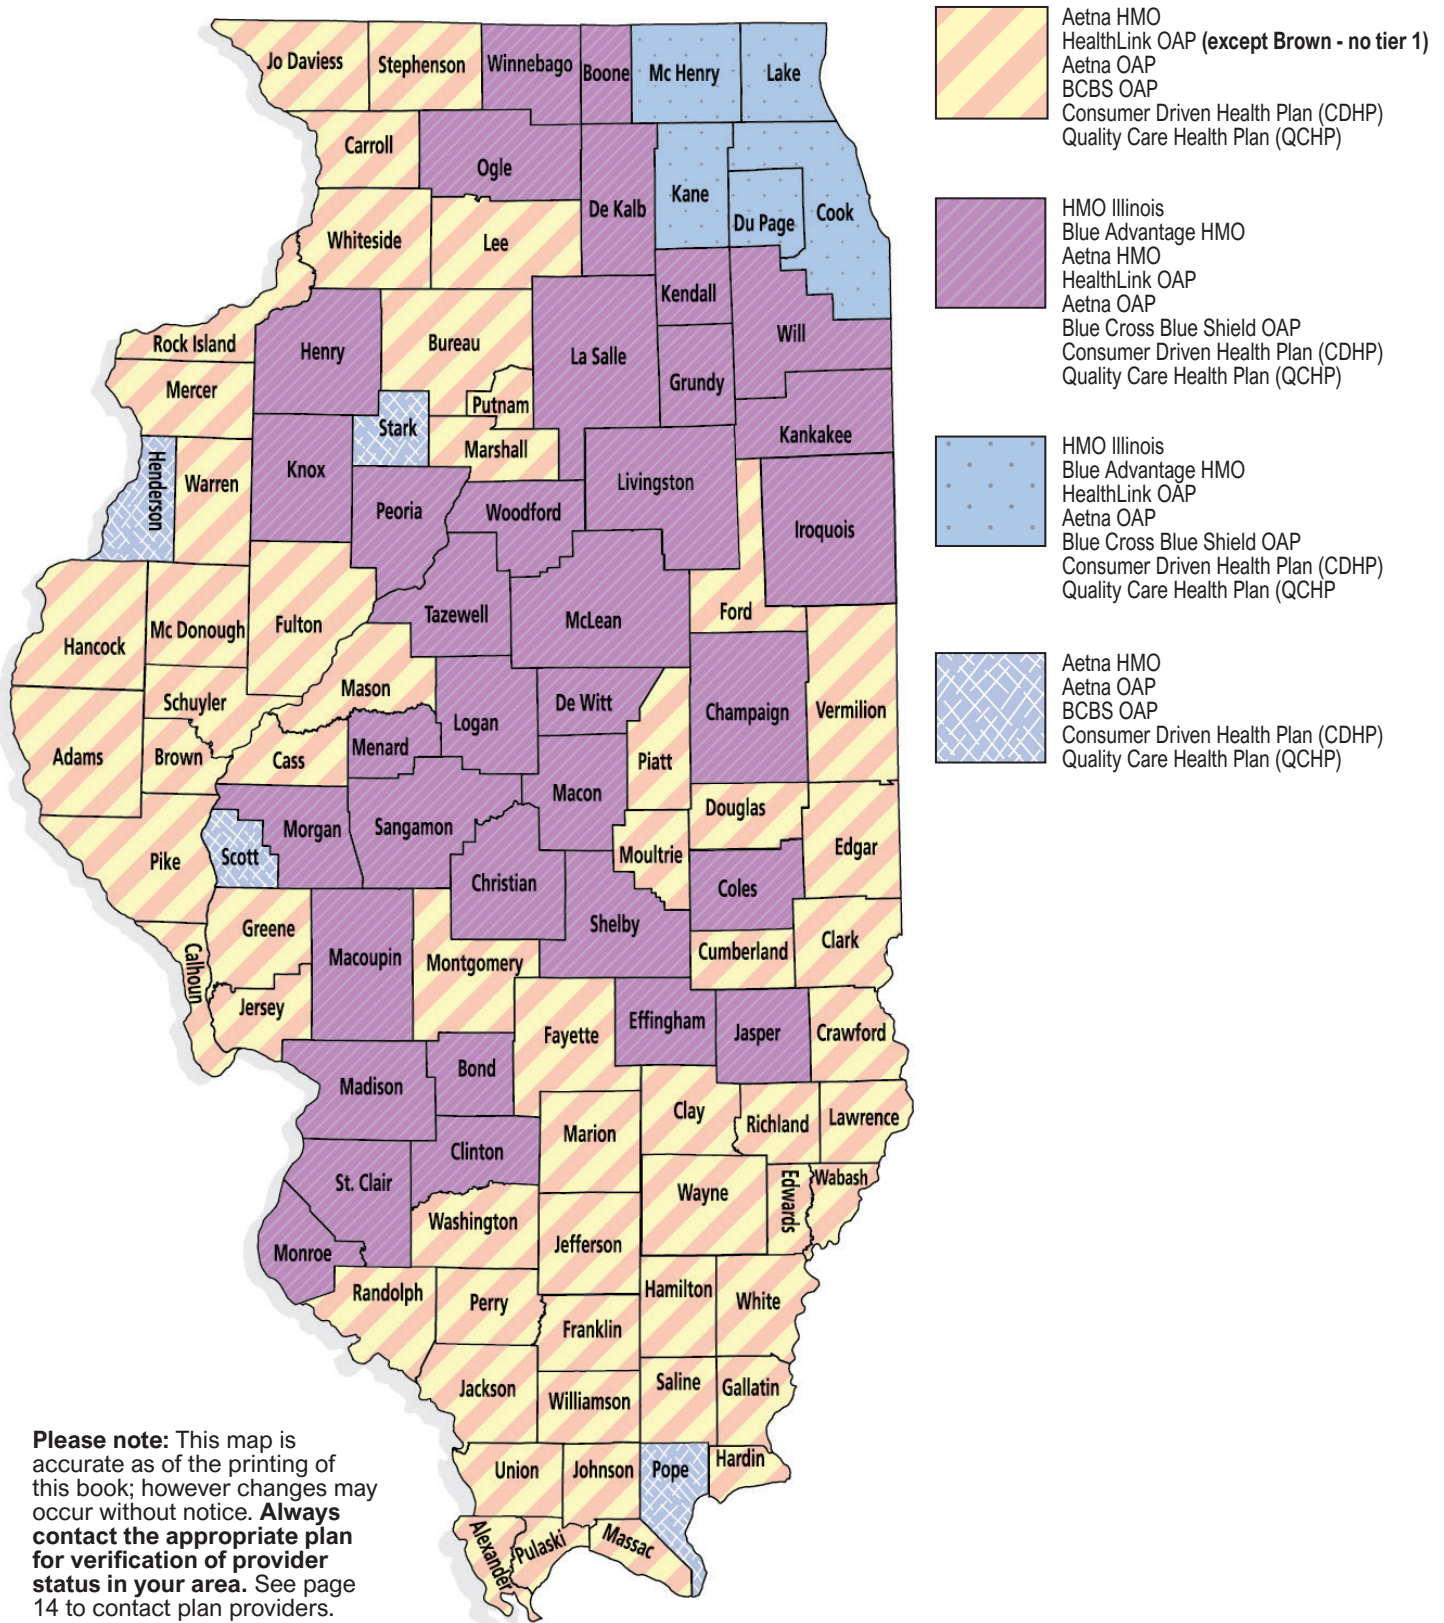 Jo Daviess
Stephenson
Winnebago
Boone
Mc Henry
Lake
Carroll
Ogle
De Kalb
Kane
Du Page
Cook
Whiteside
Lee
Kendall
Will
Rock Island
Henry
Bureau
La Salle
Grundy
Mercer
Putnam
Stark
Marshall
Kankakee
Henderson
Warren
Knox
Peoria
Woodford
Livingston
Iroquois
Hancock
Mc Donough
Fulton
Tazewell
McLean
Ford
Schuyler
Mason
Logan
De Witt
Champaign
Vermilion
Adams
Brown
Cass
Menard
Piatt
Macon
Douglas
Pike
Scott
Morgan
Sangamon
Christian
Moultrie
Edgar
Coles
Shelby
Greene
Calhoun
Macoupin
Montgomery
Cumberland
Clark
Jersey
Fayette
Effingham
Jasper
Crawford
Madison
Bond
Clay
Richland
Lawrence
Marion
Clinton
St. Clair
Wayne
Edwards
Wabash
Washington
Jefferson
Monroe
Randolph
Perry
Hamilton
White
Franklin
Jackson
Williamson
Saline
Gallatin
Union
Johnson
Pope
Hardin
Alexander
Pulaski
Massac
Aetna HMO
HealthLink OAP (except Brown - no tier 1)
Aetna OAP
BCBS OAP
Consumer Driven Health Plan (CDHP)
Quality Care Health Plan (QCHP)
HMO Illinois
Blue Advantage HMO
Aetna HMO
HealthLink OAP
Aetna OAP
Blue Cross Blue Shield OAP
Consumer Driven Health Plan (CDHP)
Quality Care Health Plan (QCHP)
HMO Illinois
Blue Advantage HMO
HealthLink OAP
Aetna OAP
Blue Cross Blue Shield OAP
Consumer Driven Health Plan (CDHP)
Quality Care Health Plan (QCHP
Aetna HMO
Aetna OAP
BCBS OAP
Consumer Driven Health Plan (CDHP)
Quality Care Health Plan (QCHP)
Please note: This map is
accurate as of the printing of
this book; however changes may
occur without notice. Always
contact the appropriate plan
for verification of provider
status in your area. See page
14 to contact plan providers.